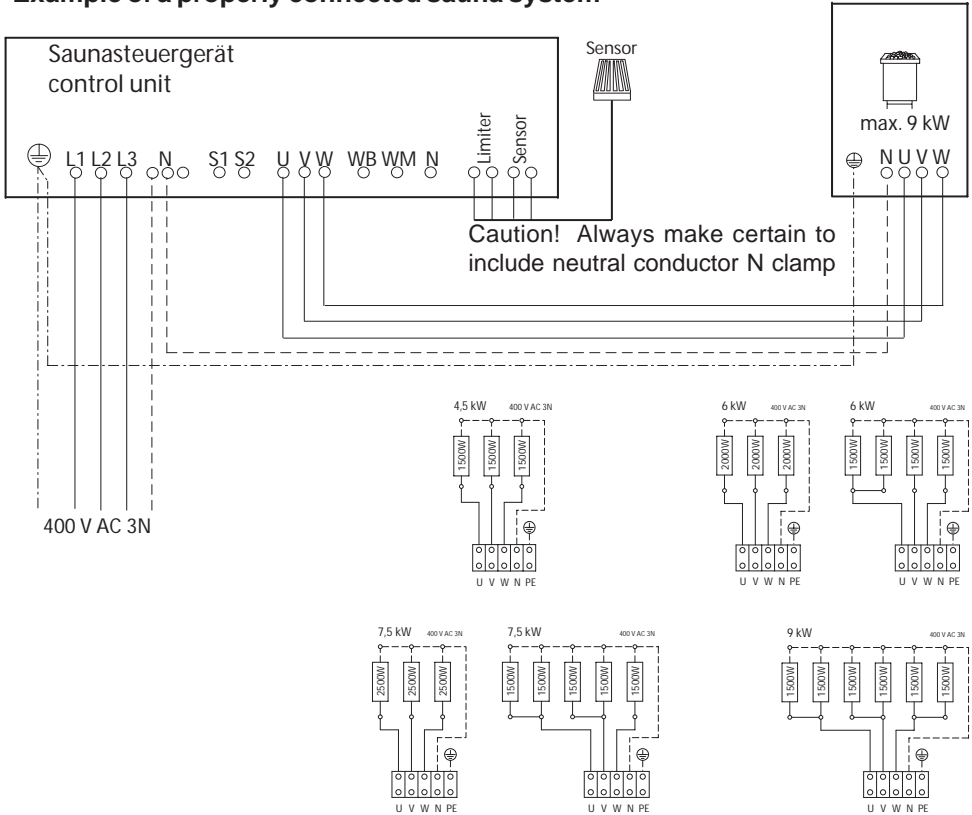 Example of a properly connected sauna system
Saunasteuergerät
control unit
Sensor
max. 9 kW
L1 L2 L3 N S1 S2 U V W WB WM N
Limiter
Sensor
N U V W
Caution! Always make certain to
include neutral conductor N clamp
400 V AC 3N
4,5 kW 400 V AC 3N
1500W 1500W 1500W
U V W N PE
6 kW 400 V AC 3N
2000W 2000W 2000W
U V W N PE
6 kW 400 V AC 3N
1500W 1500W 1500W 1500W
U V W N PE
7,5 kW 400 V AC 3N
2500W 2500W 2500W
U V W N PE
7,5 kW 400 V AC 3N
1500W 1500W 1500W 1500W 1500W
U V W N PE
9 kW 400 V AC 3N
1500W 1500W 1500W 1500W 1500W 1500W
U V W N PE